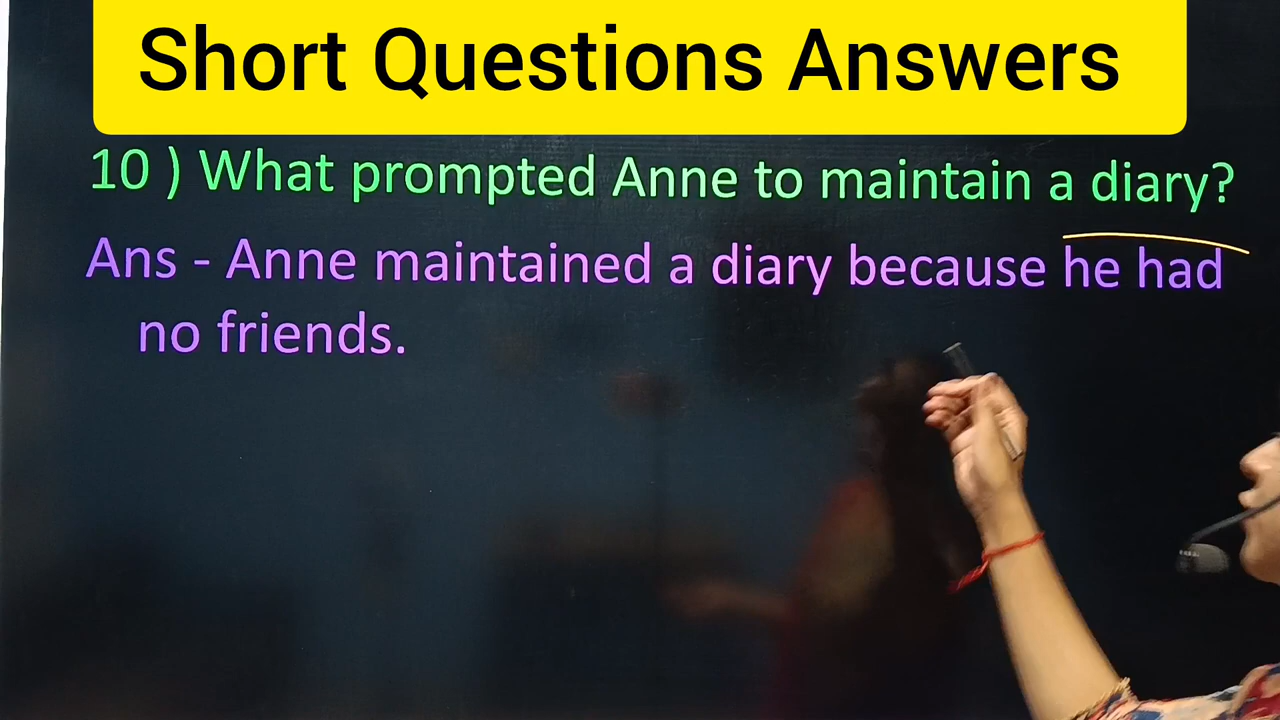 Short Questions Answers
10 ) What prompted Anne to maintain a diary?
Ans - Anne maintained a diary because he had
no friends.